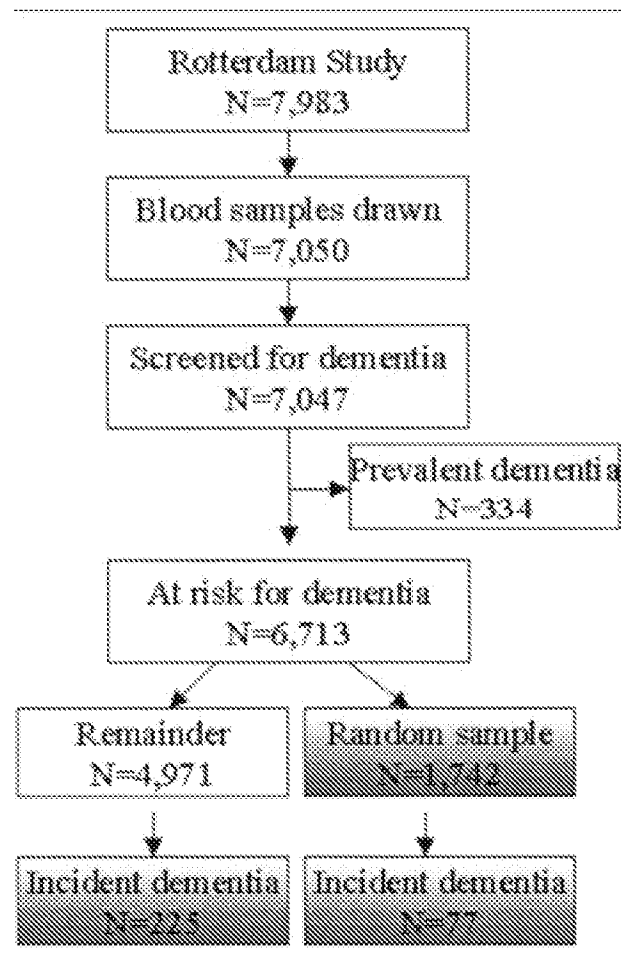 Rotterdam Study
N=7,983
Blood samples drawn
N=7,050
Screened for dementia
N=7,047
Prevalent dementia
N=334
At risk for dementia
N=6,713
Remainder
N=4,971
Random sample
N=1,742
Incident dementia
N=225
Incident dementia
N=77